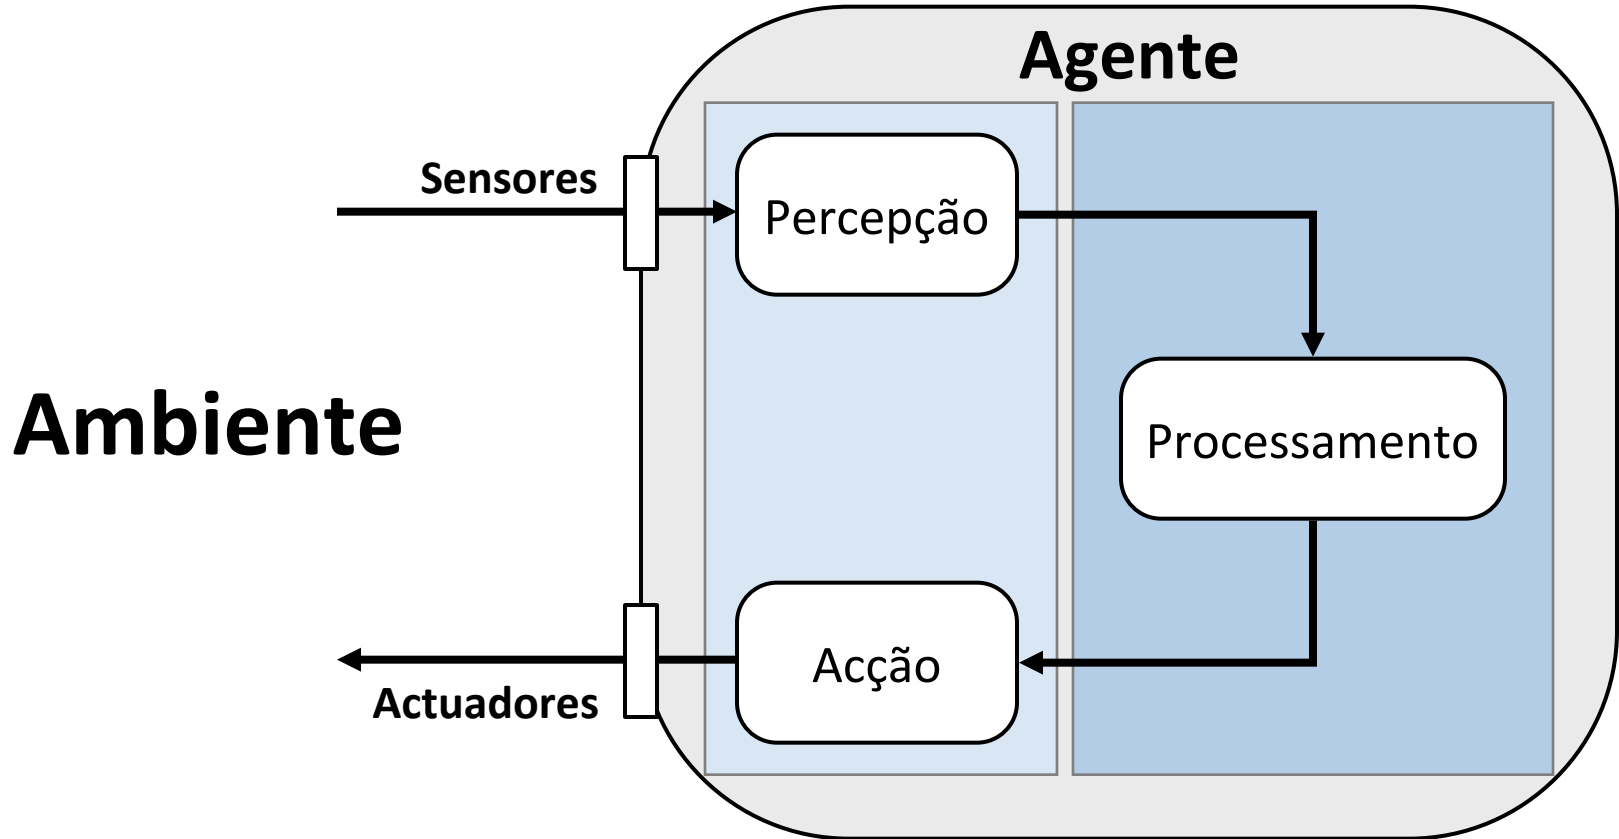 Agente
Sensores
Percepção
Ambiente
Processamento
Acção
Actuadores